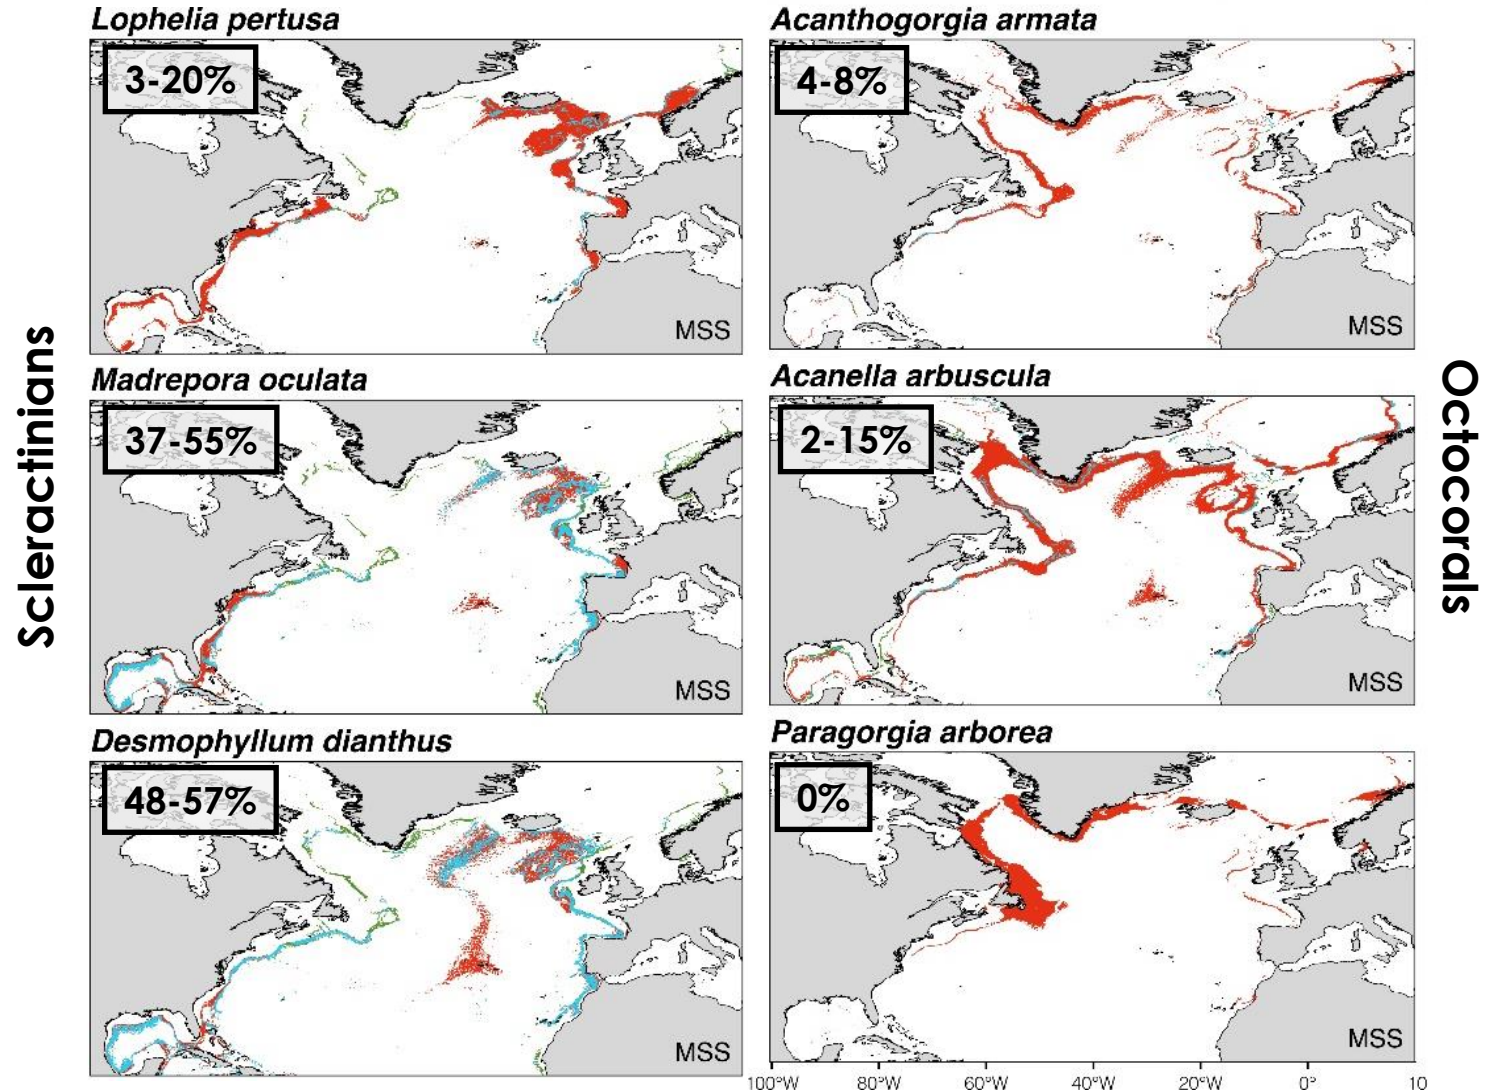 Lophelia pertusa
3-20%
MSS
Acanthogorgia armata
4-8%
MSS
Scleractinians
Madrepora oculata
37-55%
MSS
Acanella arbuscula
2-15%
MSS
Octocorals
Desmophyllum dianthus
48-57%
MSS
Paragorgia arborea
0%
MSS
100°W 80°W 60°W 40°W 20°W 0° 10